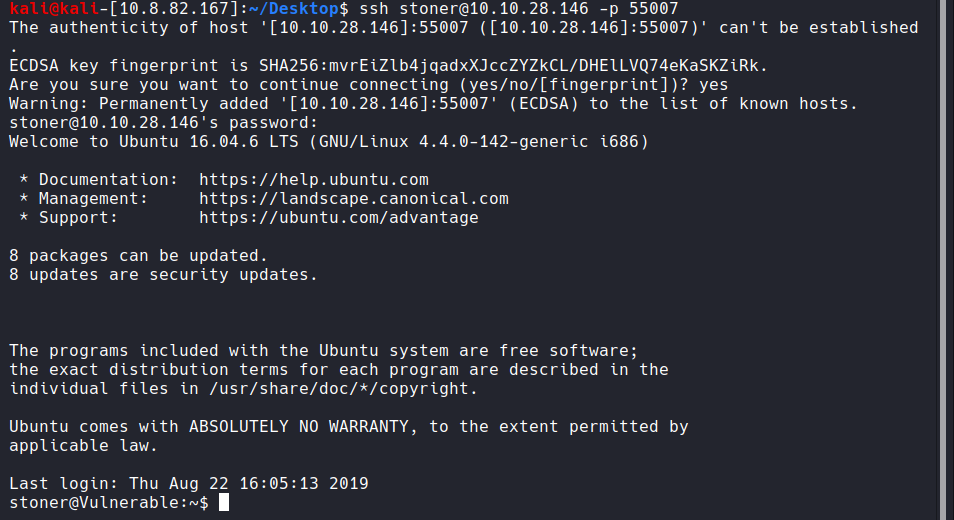 kali@kali-[10.8.82.167]:~/Desktop$ ssh stoner@10.10.28.146 -p 55007
The authenticity of host '[10.10.28.146]:55007 ([10.10.28.146]:55007)' can't be established
.
ECDSA key fingerprint is SHA256:mvrEiZlb4jqadxXJccZYZkCL/DHElLVQ74eKaSKZiRk.
Are you sure you want to continue connecting (yes/no/[fingerprint])? yes
Warning: Permanently added '[10.10.28.146]:55007' (ECDSA) to the list of known hosts.
stoner@10.10.28.146's password:
Welcome to Ubuntu 16.04.6 LTS (GNU/Linux 4.4.0-142-generic i686)
* Documentation:  https://help.ubuntu.com
* Management:     https://landscape.canonical.com
* Support:        https://ubuntu.com/advantage
8 packages can be updated.
8 updates are security updates.
The programs included with the Ubuntu system are free software;
the exact distribution terms for each program are described in the
individual files in /usr/share/doc/*/copyright.
Ubuntu comes with ABSOLUTELY NO WARRANTY, to the extent permitted by
applicable law.
Last login: Thu Aug 22 16:05:13 2019
stoner@Vulnerable:~$